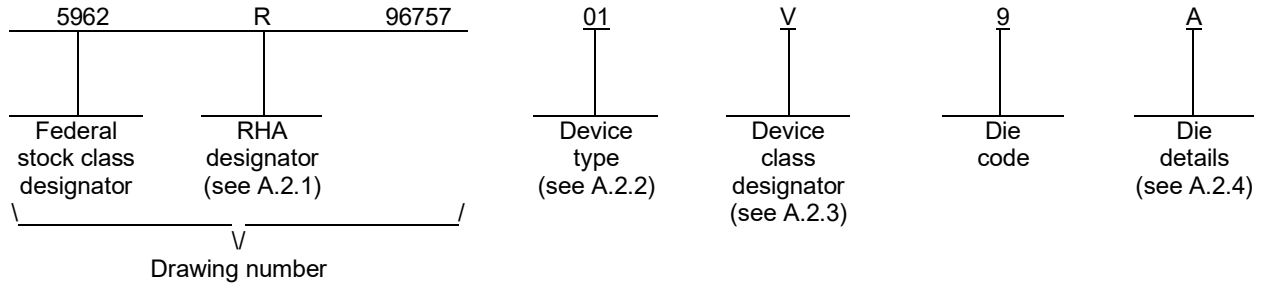 5962 R 96757 01 V 9 A
Federal stock class designator
RHA designator (see A.2.1)
Device type (see A.2.2)
Device class designator (see A.2.3)
Die code
Die details (see A.2.4)
\ /
\/
Drawing number